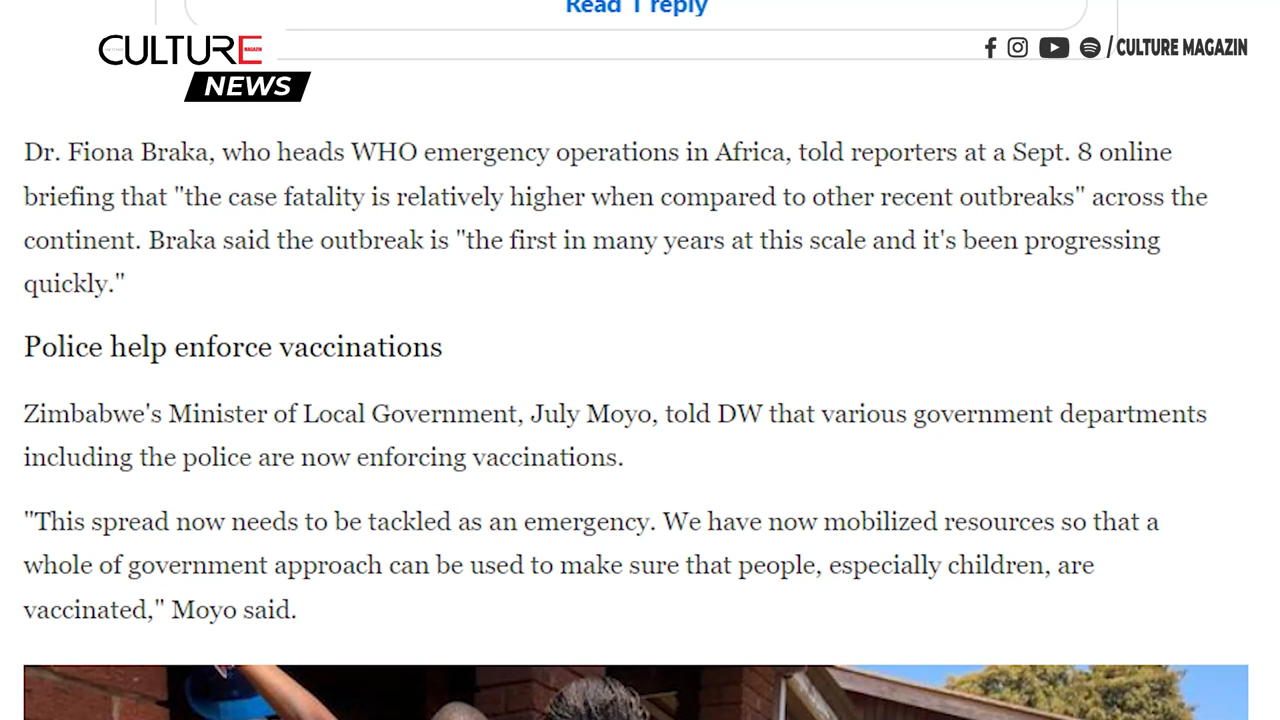 Read 1 reply
CULTURE MAGAZIN
NEWS
/ CULTURE MAGAZIN
Dr. Fiona Braka, who heads WHO emergency operations in Africa, told reporters at a Sept. 8 online
briefing that "the case fatality is relatively higher when compared to other recent outbreaks" across the
continent. Braka said the outbreak is "the first in many years at this scale and it's been progressing
quickly."
Police help enforce vaccinations
Zimbabwe's Minister of Local Government, July Moyo, told DW that various government departments
including the police are now enforcing vaccinations.
"This spread now needs to be tackled as an emergency. We have now mobilized resources so that a
whole of government approach can be used to make sure that people, especially children, are
vaccinated," Moyo said.